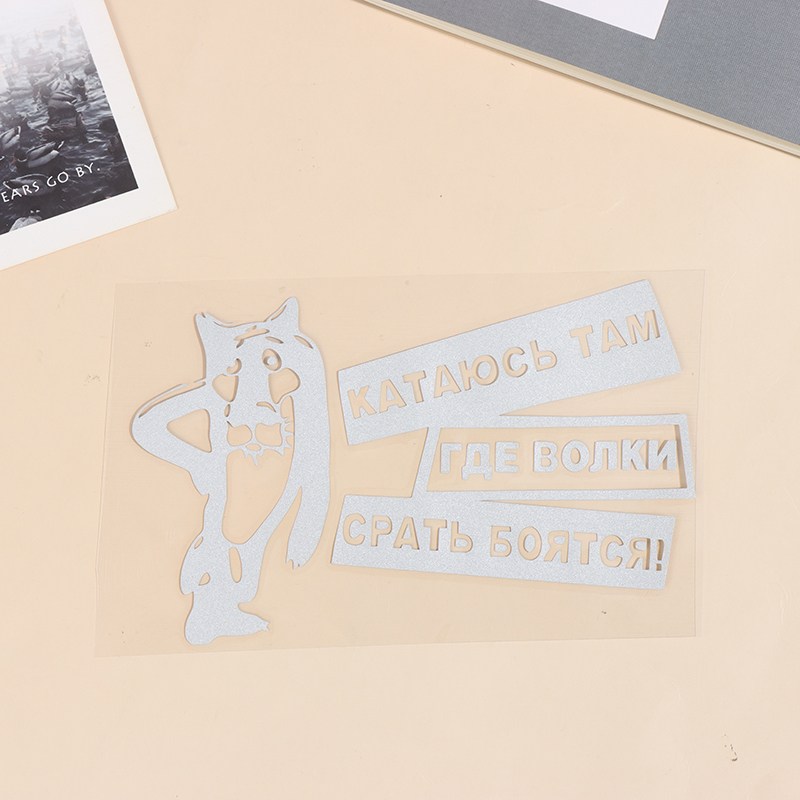 EARS GO BY.
КАТАЮСЬ ТАМ
ГДЕ ВОЛКИ
СРАТЬ БОЯТСЯ!